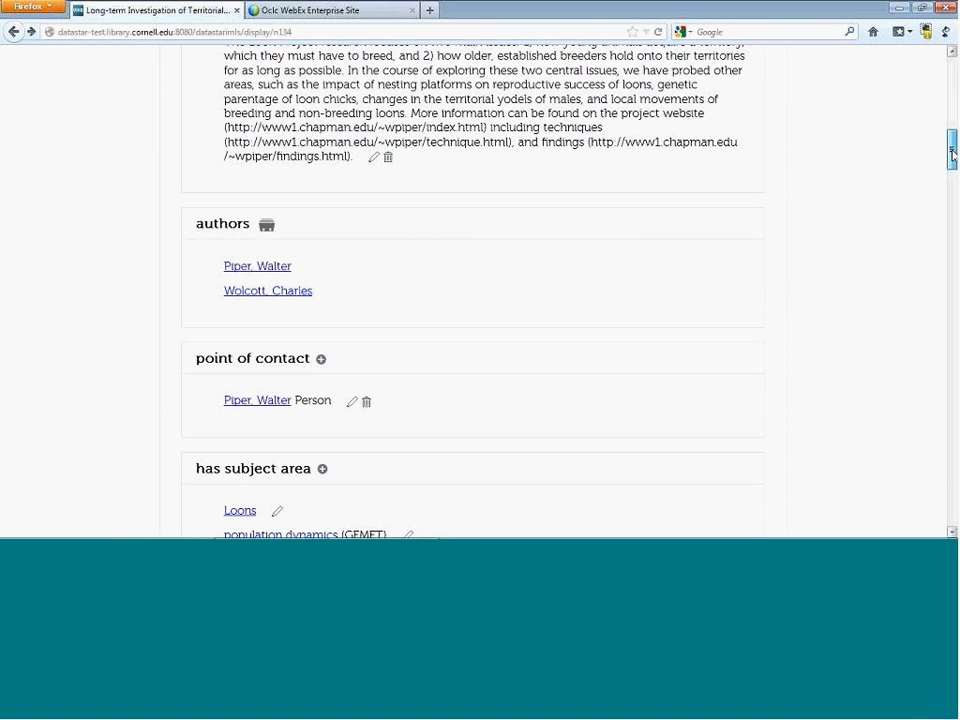 Firefox
Long-term Investigation of Territorial... ×
Oclc WebEx Enterprise Site ×
datastar-test.library.cornell.edu:8080/datastarimls/display/n134
Google
which they must have to breed, and 2) how older, established breeders hold onto their territories
for as long as possible. In the course of exploring these two central issues, we have probed other
areas, such as the impact of nesting platforms on reproductive success of loons, genetic
parentage of loon chicks, changes in the territorial yodels of males, and local movements of
breeding and non-breeding loons. More information can be found on the project website
(http://www1.chapman.edu/~wpiper/index.html) including techniques
(http://www1.chapman.edu/~wpiper/technique.html), and findings (http://www1.chapman.edu
/~wpiper/findings.html).
authors
Piper, Walter
Wolcott, Charles
point of contact
Piper, Walter Person
has subject area
Loons
population dynamics (GEMET)